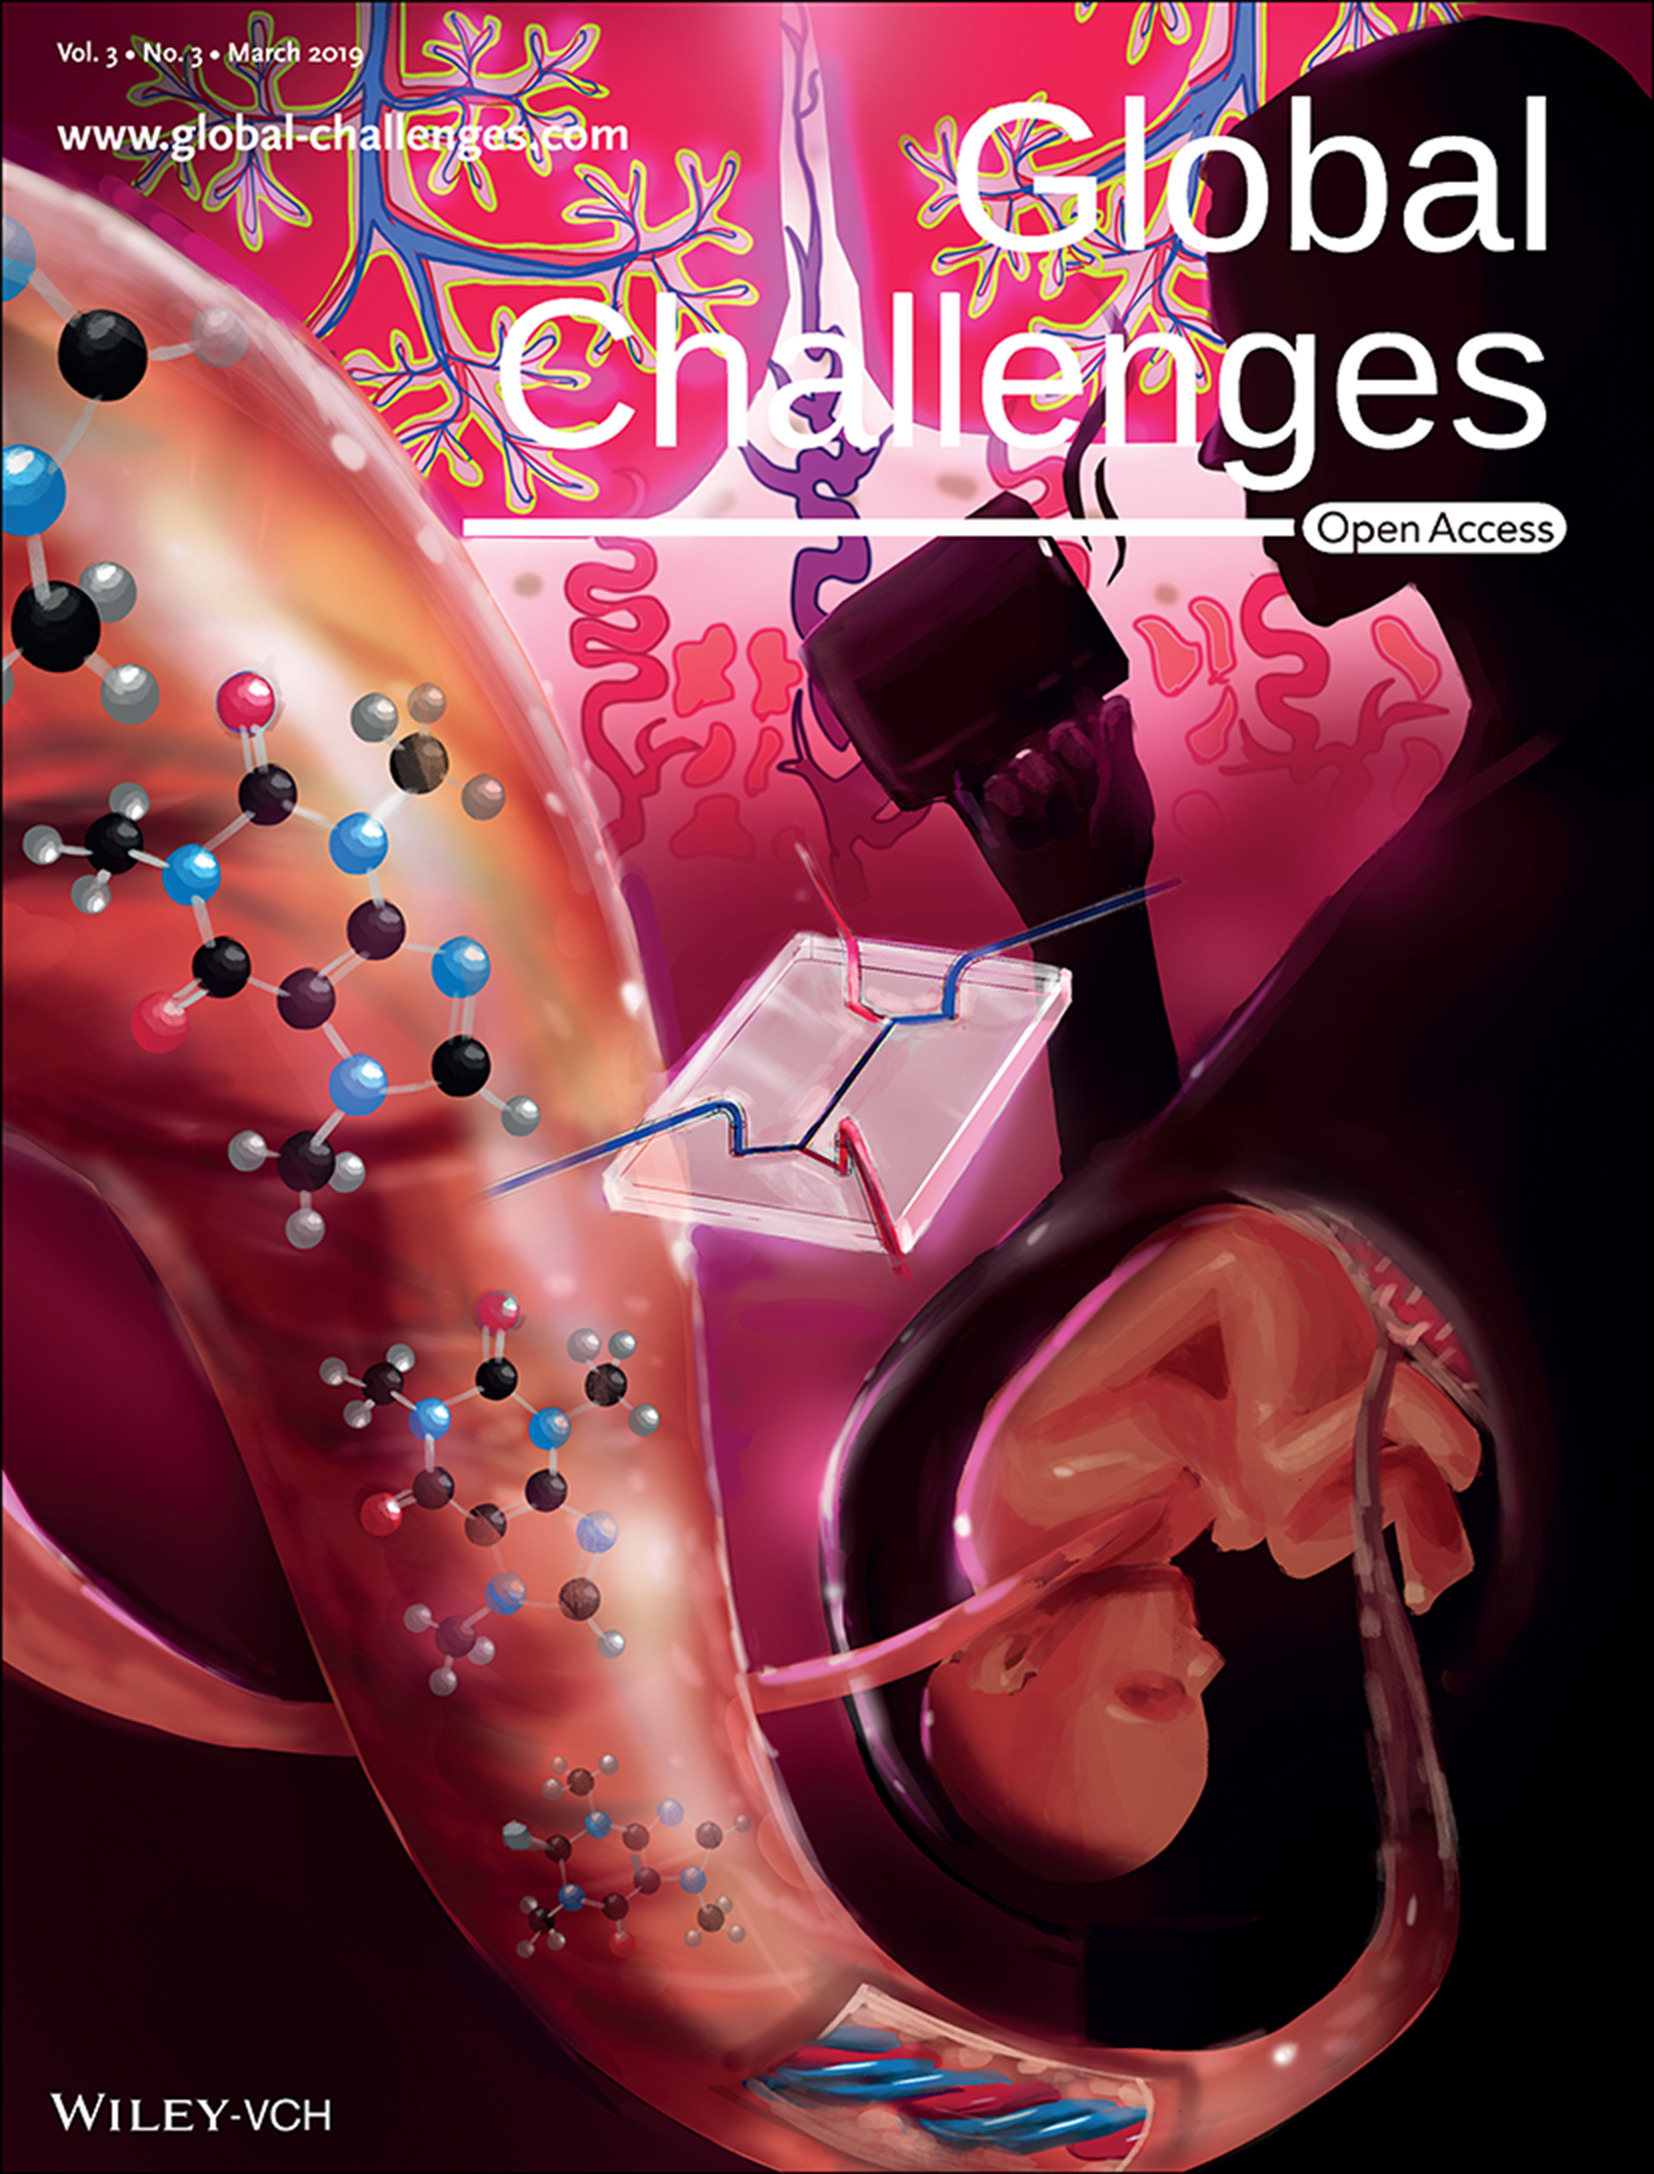 Vol. 3 • No. 3 • March 2019
www.global-challenges.com
Global
Challenges
Open Access
WILEY-VCH